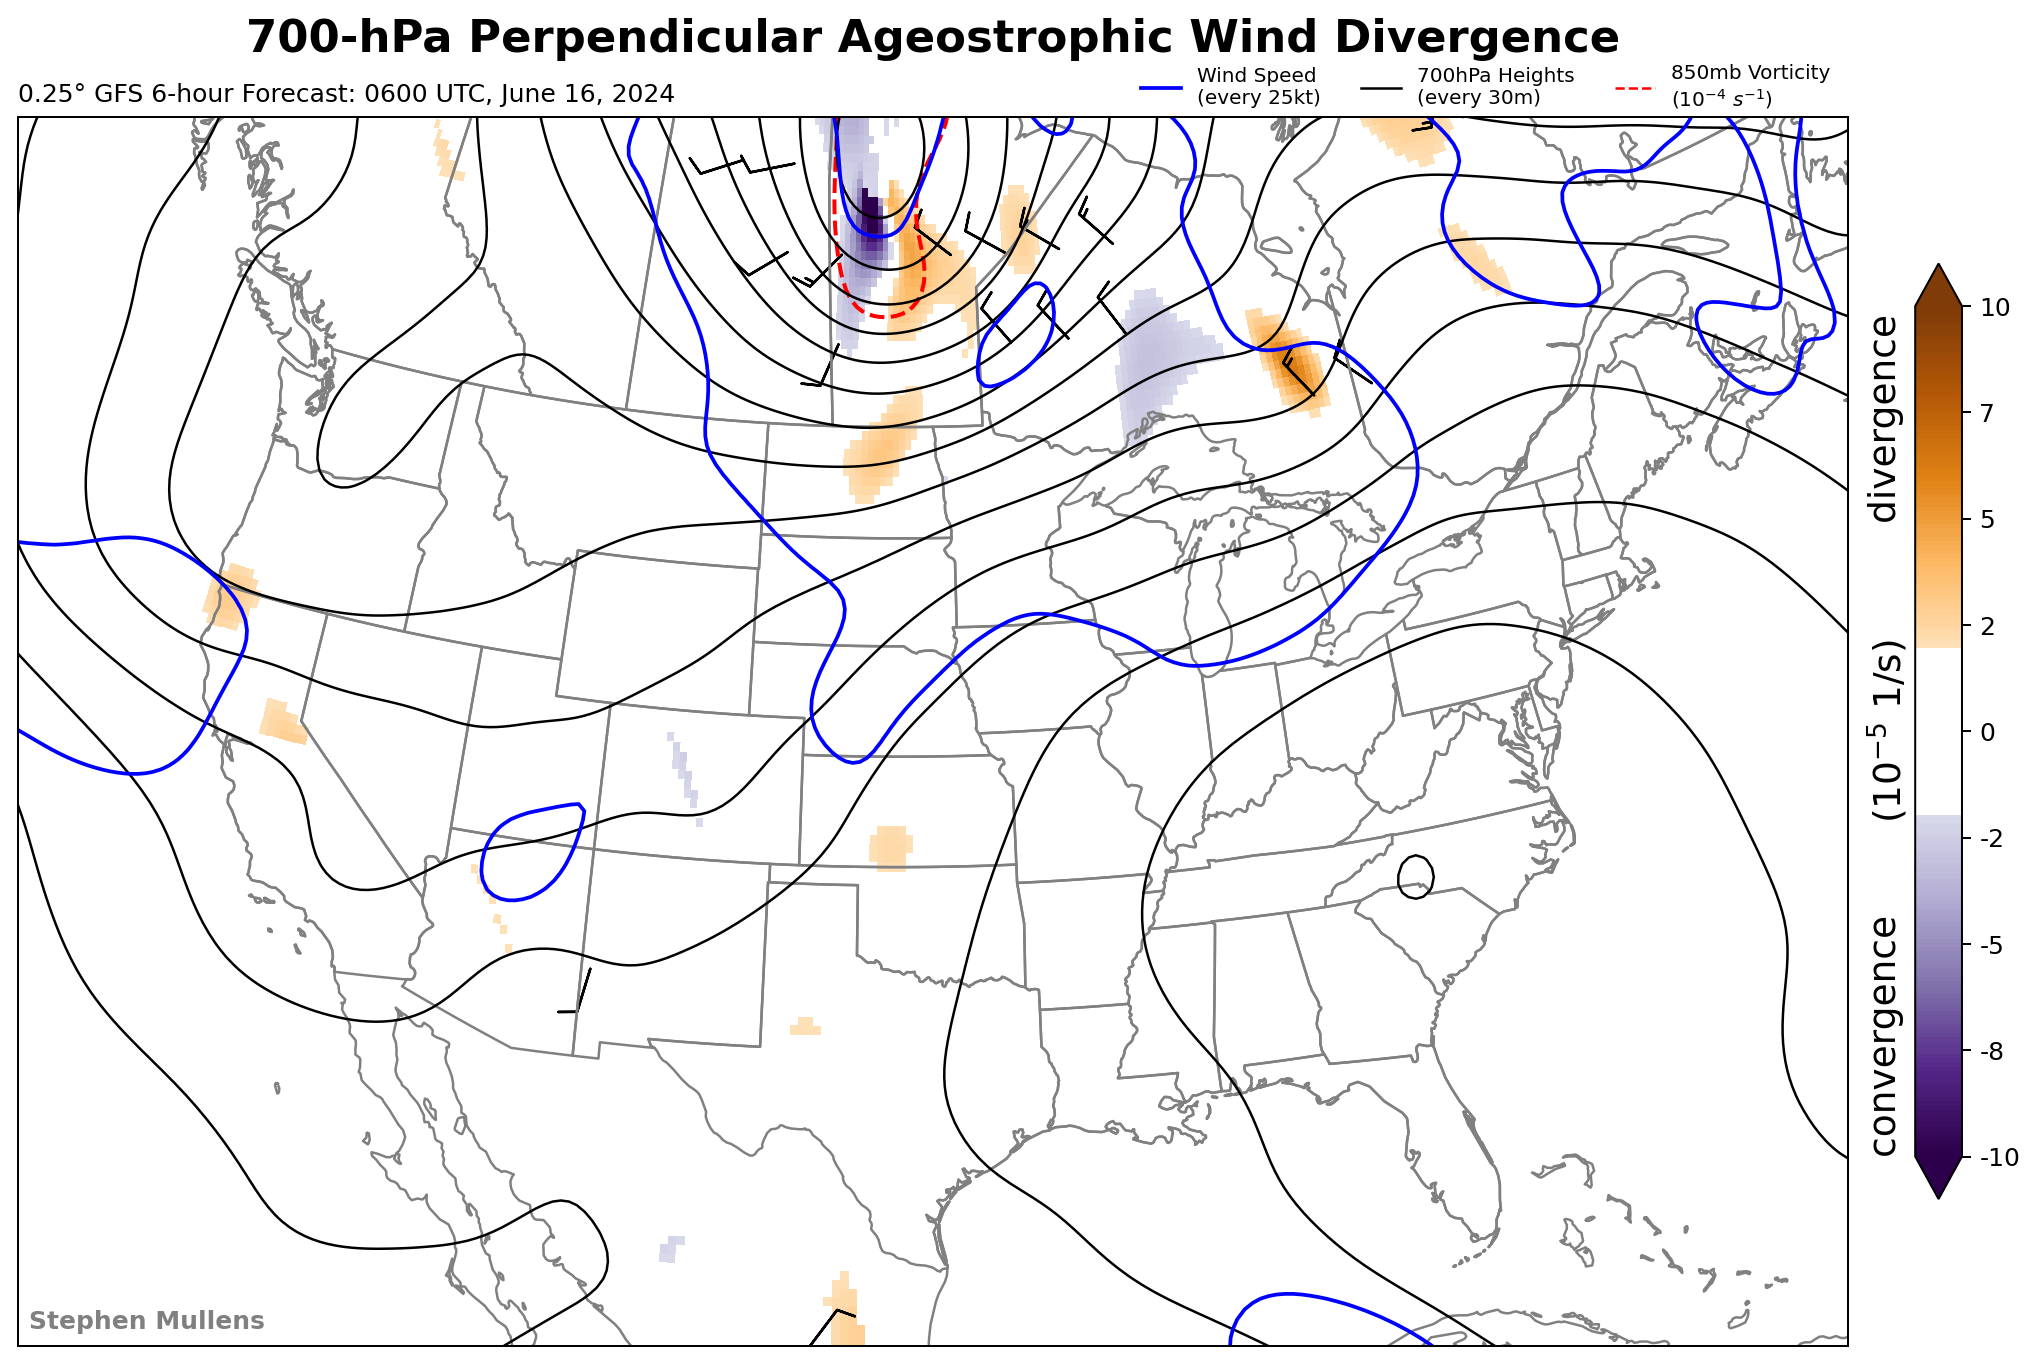 700-hPa Perpendicular Ageostrophic Wind Divergence
0.25° GFS 6-hour Forecast: 0600 UTC, June 16, 2024
Wind Speed
(every 25kt)
700hPa Heights
(every 30m)
850mb Vorticity
(10⁻⁴ s⁻¹)
10
7
5
2
0
-2
-5
-8
-10
convergence (10⁻⁵ 1/s) divergence
Stephen Mullens